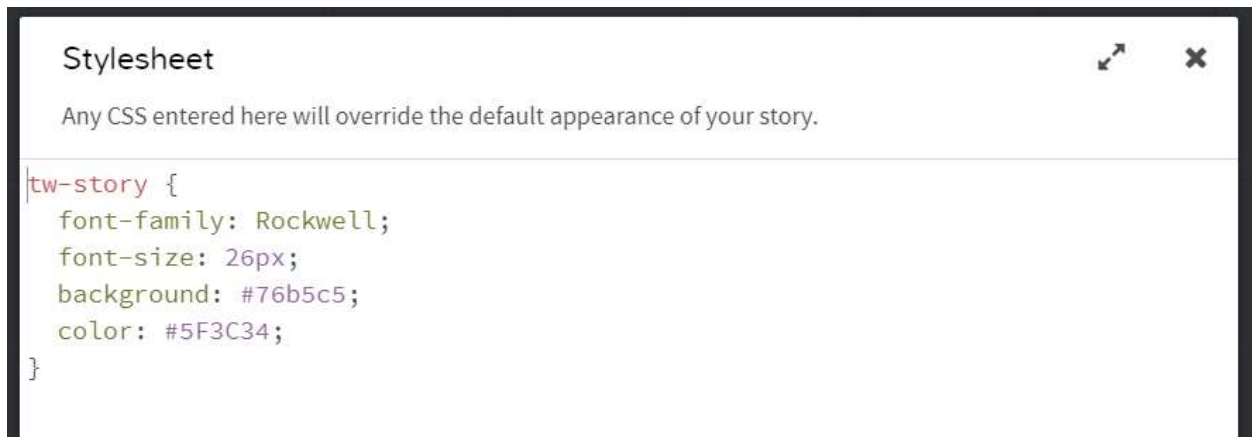 Stylesheet
Any CSS entered here will override the default appearance of your story.
tw-story {
  font-family: Rockwell;
  font-size: 26px;
  background: #76b5c5;
  color: #5F3C34;
}